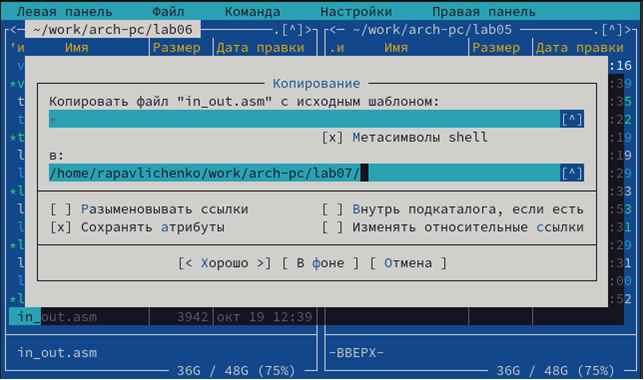 Левая панель Файл Команда Настройки Правая панель
<— ~/work/arch-pc/lab06 —.[^]> <— ~/work/arch-pc/lab05 —.[^]>
'и Имя Размер Дата правки .и Имя Размер Дата правки
Копирование
Копировать файл "in_out.asm" с исходным шаблоном:
* [^]
[x] Метасимволы shell
в:
/home/rapavlichenko/work/arch-pc/lab07/ [^]
[ ] Разыменовывать ссылки [ ] Внутрь подкаталога, если есть
[x] Сохранять атрибуты [ ] Изменять относительные ссылки
[< Хорошо >] [ В фоне ] [ Отмена ]
in_out.asm 3942 окт 19 12:39
in_out.asm -ВВЕРХ-
36G / 48G (75%) 36G / 48G (75%)